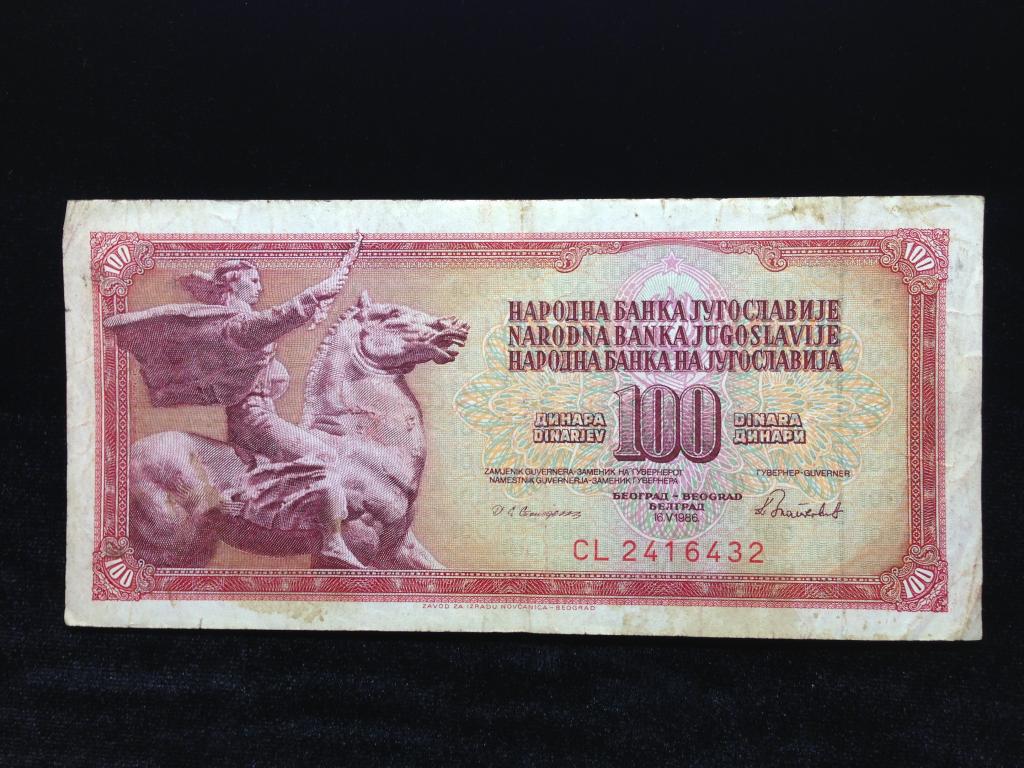 100 100
НАРОДНА БАНКА ЈУГОСЛАВИЈЕ
NARODNA BANKA JUGOSLAVIJE
НАРОДНА БАНКА НА ЈУГОСЛАВИЈА
ДИНАРА 100 DINARA
DINARJEV ДИНАРИ
ZAMJENIK GUVERNERA-ЗАМЕНИК НА ГУВЕРНЕРОТ ГУВЕРНЕР-GUVERNER
NAMESTNIK GUVERNERJA-ЗАМЕНИК ГУВЕРНЕРА
БЕОГРАД - BEOGRAD
БЕЛГРАД
16.V 1986.
CL 2416432
100 100
ZAVOD ZA IZRADU NOVČANICA-BEOGRAD